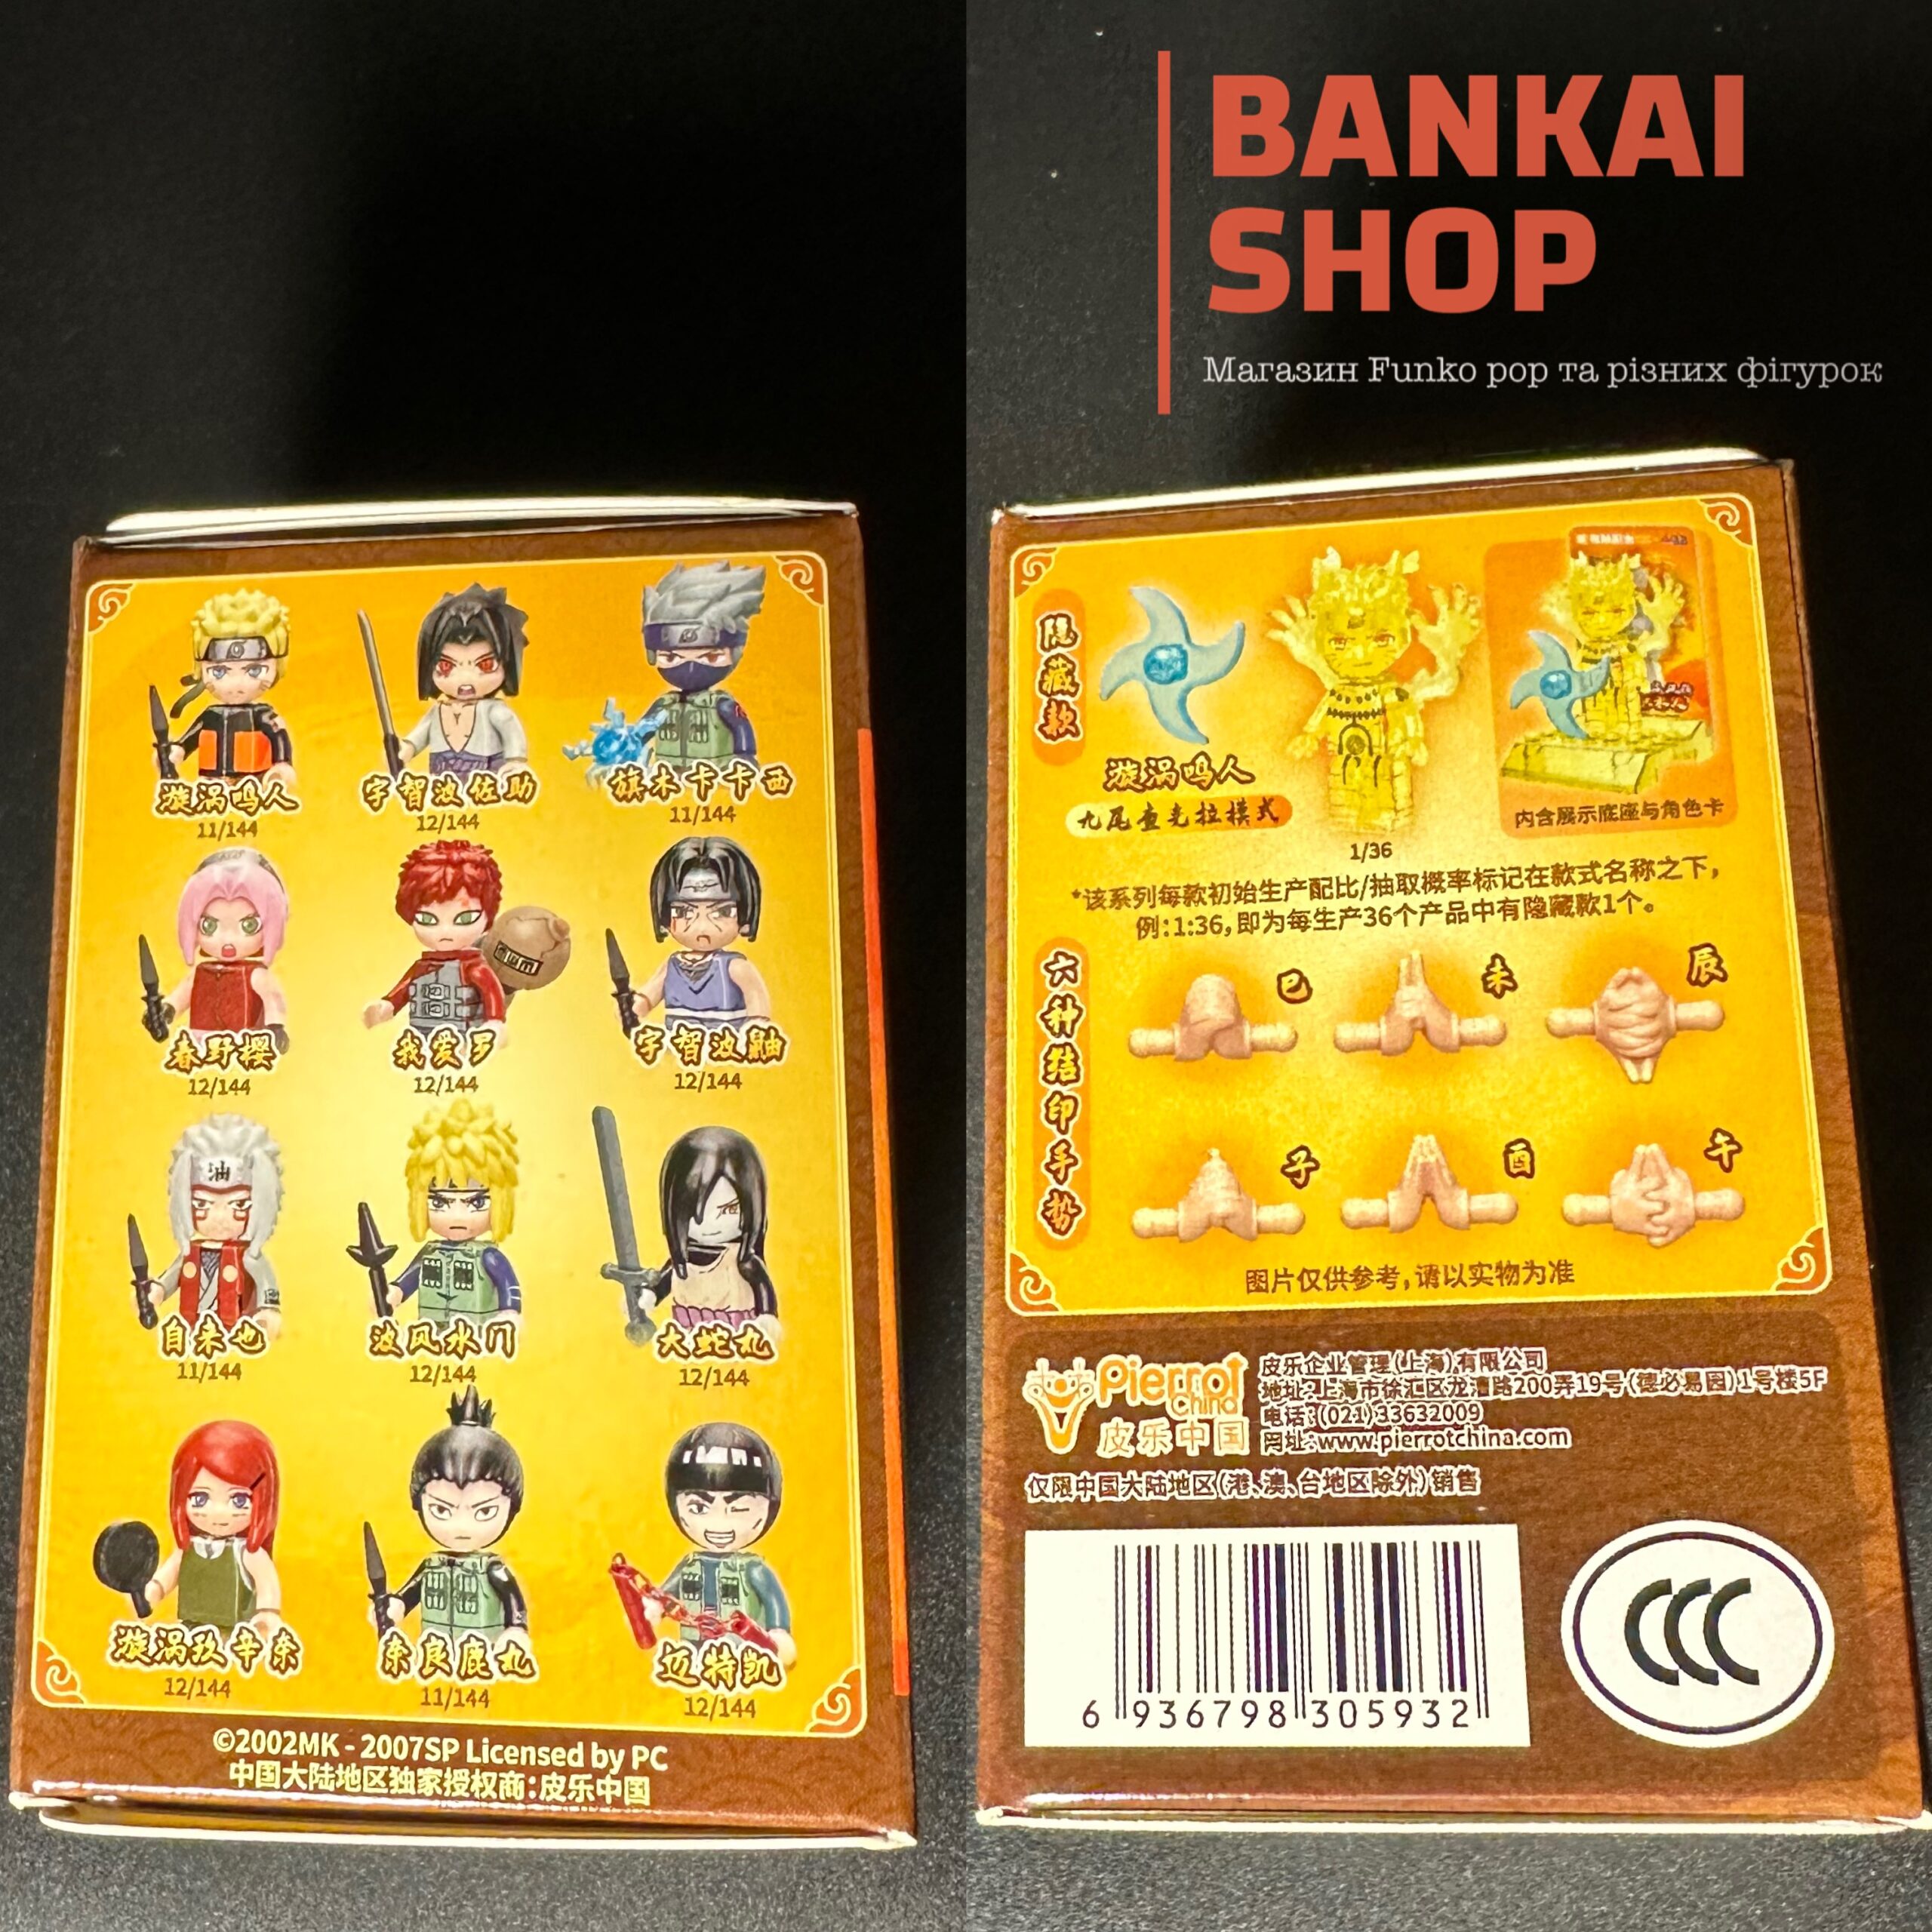 BANKAI
SHOP
Магазин Funko pop та різних фігурок
漩涡鸣人
11/144
宇智波佐助
12/144
旗木卡卡西
11/144
春野樱
12/144
我爱罗
12/144
宇智波鼬
12/144
油
自来也
11/144
波风水门
12/144
大蛇丸
12/144
漩涡玖辛奈
12/144
奈良鹿丸
11/144
迈特凯
12/144
©2002MK - 2007SP Licensed by PC
中国大陆地区独家授权商:皮乐中国
隐藏款
漩涡鸣人
九尾查克拉模式
1/36
内含展示底座与角色卡
*该系列每款初始生产配比/抽取概率标记在款式名称之下,
例:1:36,即为每生产36个产品中有隐藏款1个。
六种结印手势
巳
未
辰
子
酉
午
图片仅供参考,请以实物为准
Pierrot
China
皮乐中国
皮乐企业管理(上海)有限公司
地址:上海市徐汇区龙漕路200弄19号(德必易园)1号楼5F
电话:(021)33632009
网址:www.pierrotchina.com
仅限中国大陆地区(港、澳、台地区除外)销售
6 936798 305932
CCC